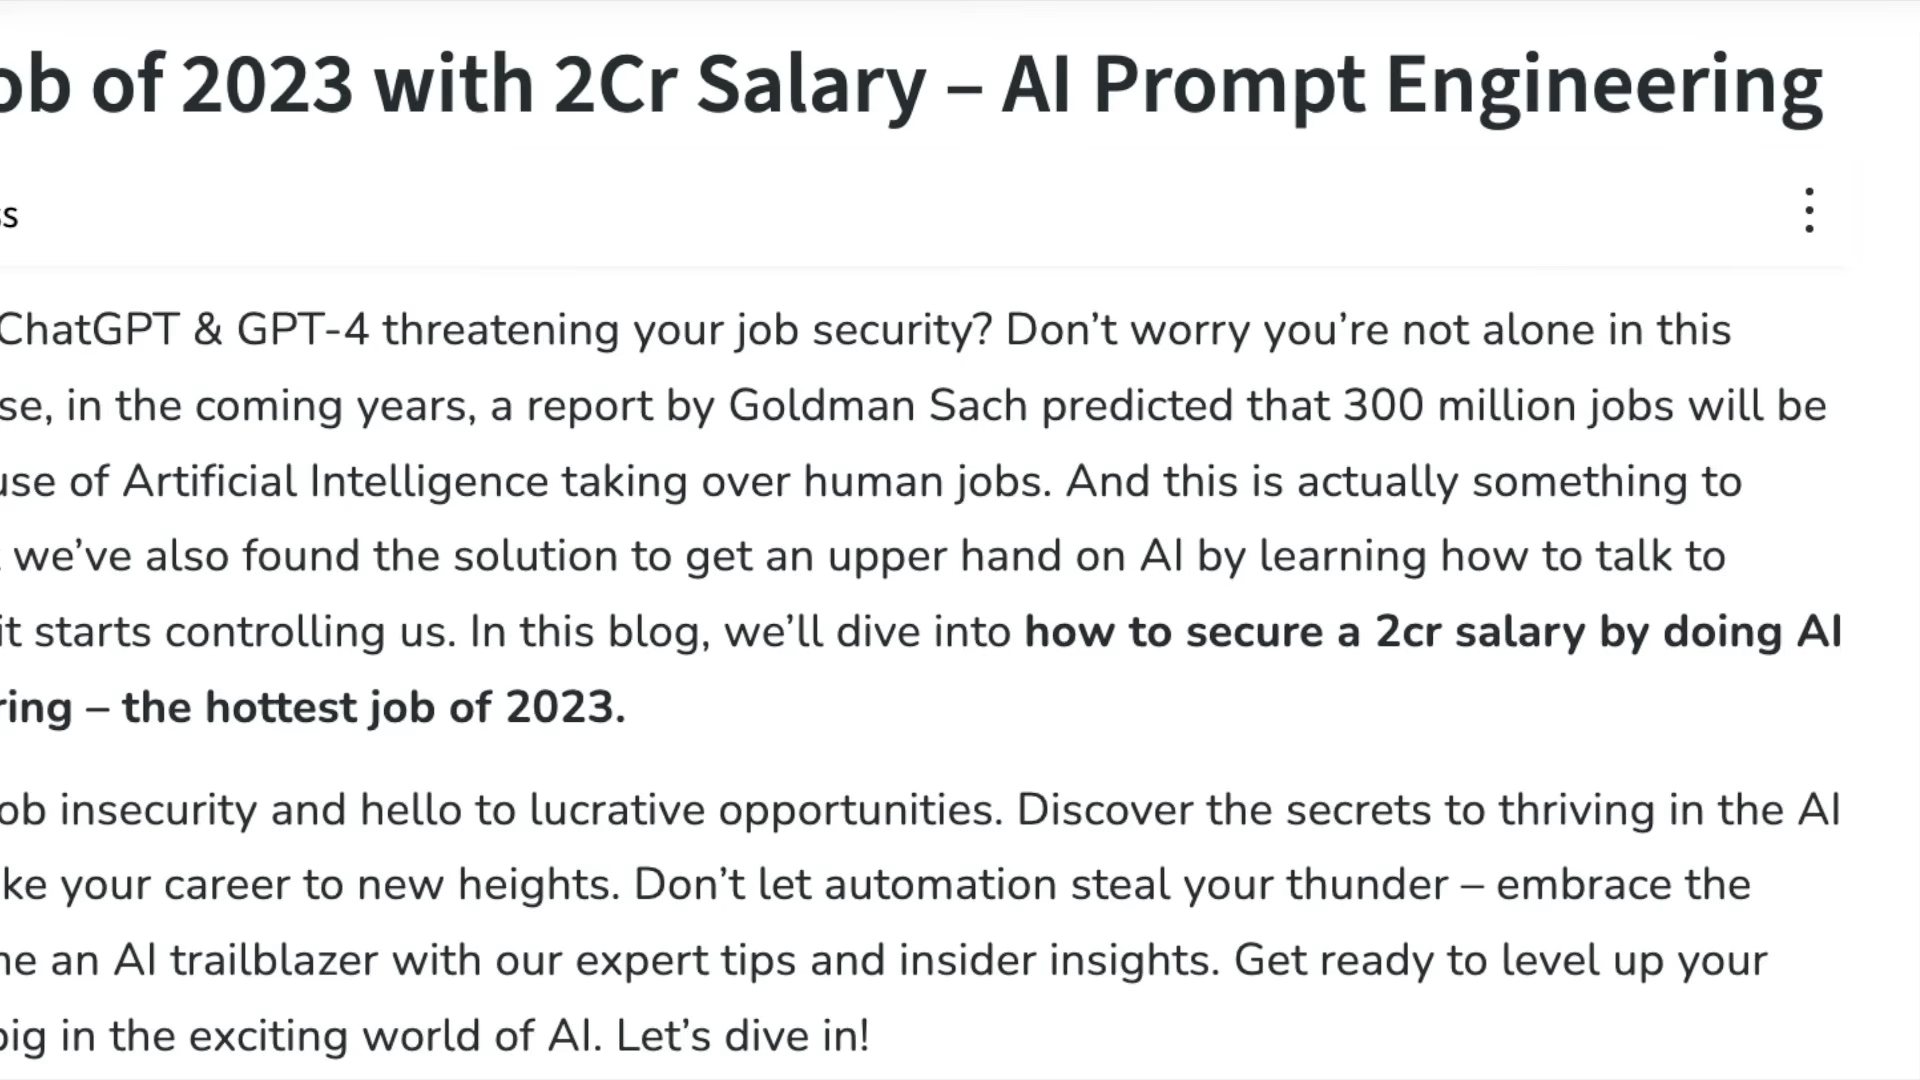 ob of 2023 with 2Cr Salary – AI Prompt Engineering
ss
ChatGPT & GPT-4 threatening your job security? Don’t worry you’re not alone in this
se, in the coming years, a report by Goldman Sach predicted that 300 million jobs will be
use of Artificial Intelligence taking over human jobs. And this is actually something to
we’ve also found the solution to get an upper hand on AI by learning how to talk to
it starts controlling us. In this blog, we’ll dive into how to secure a 2cr salary by doing AI
ring – the hottest job of 2023.
ob insecurity and hello to lucrative opportunities. Discover the secrets to thriving in the AI
ke your career to new heights. Don’t let automation steal your thunder – embrace the
ne an AI trailblazer with our expert tips and insider insights. Get ready to level up your
big in the exciting world of AI. Let’s dive in!